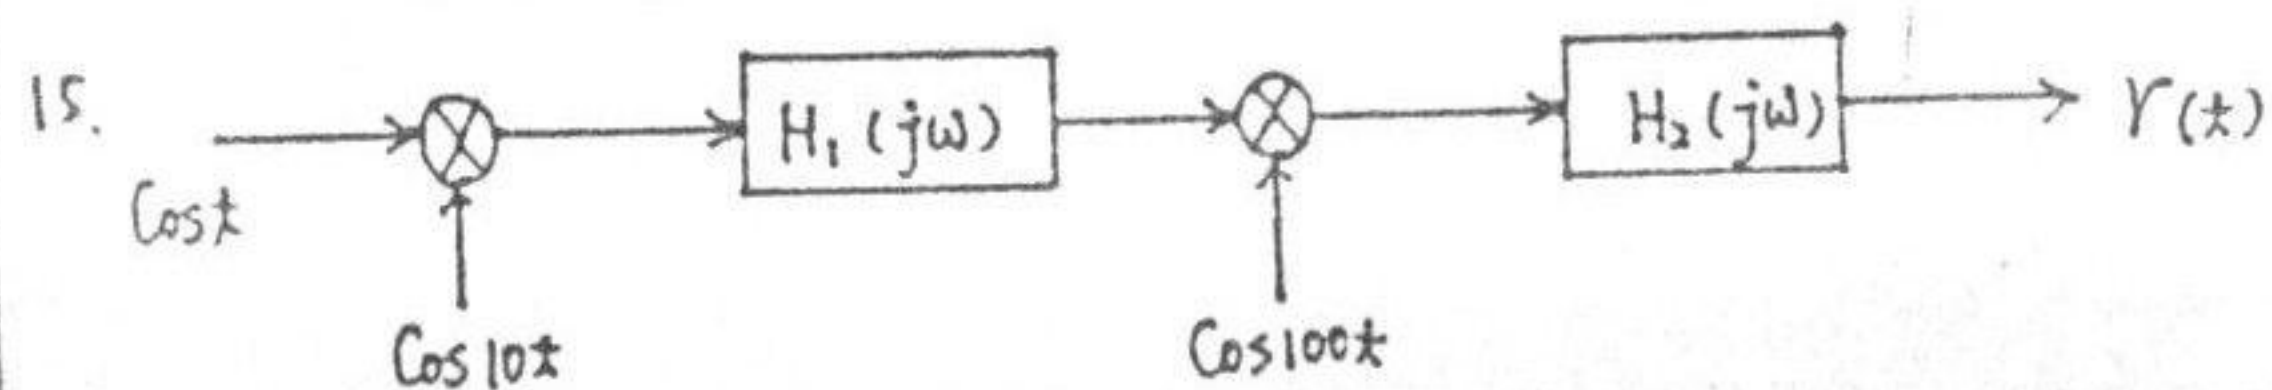 15.
Cost
H₁(jω)
H₂(jω)
r(t)
Cos10t
Cos100t